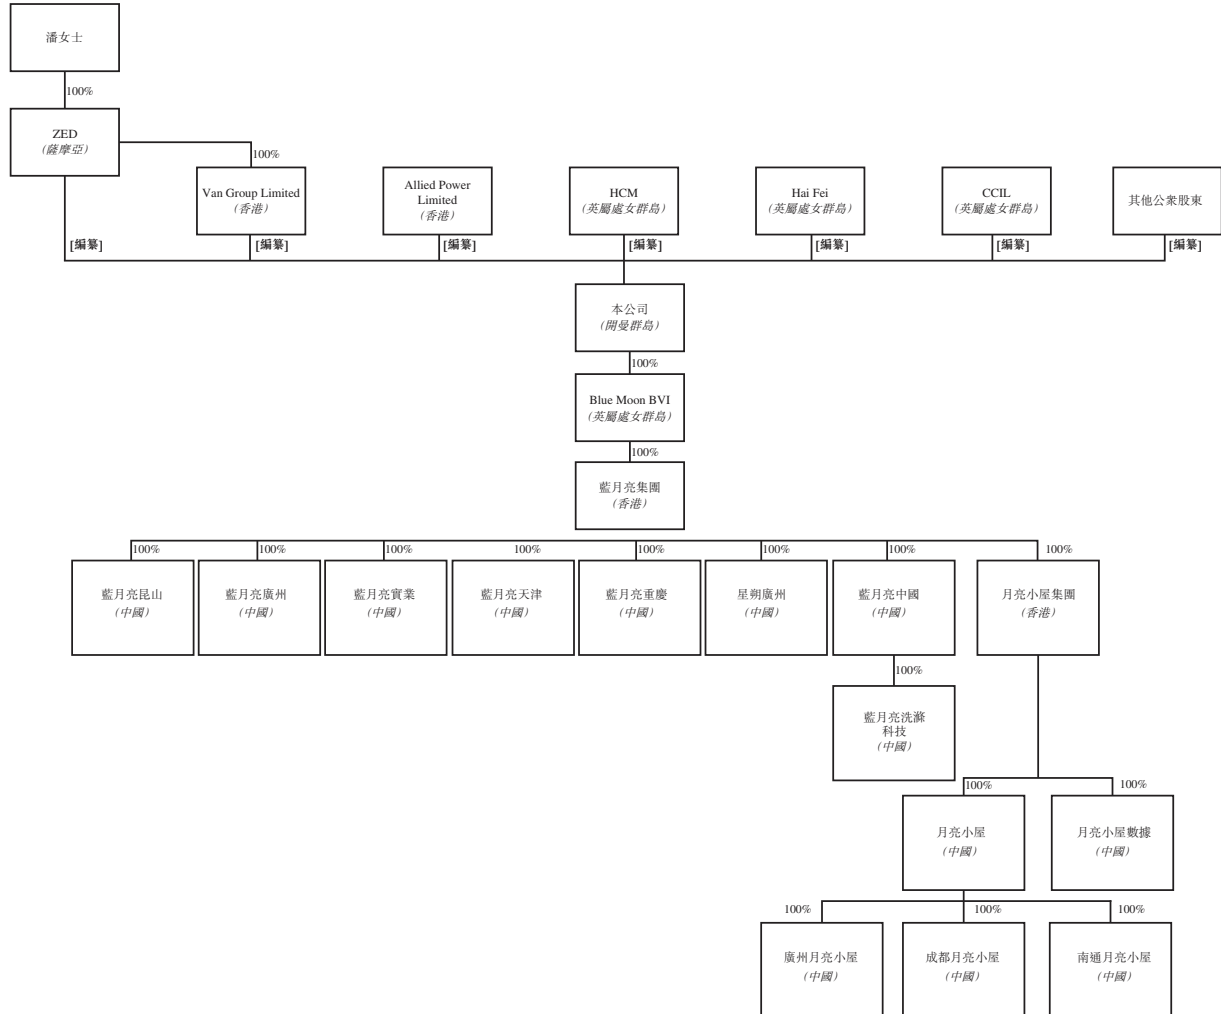 潘女士
100%
ZED
(薩摩亞)
100%
Van Group Limited
(香港)
Allied Power
Limited
(香港)
HCM
(英屬處女群島)
Hai Fei
(英屬處女群島)
CCIL
(英屬處女群島)
其他公衆股東
[編纂]
[編纂]
[編纂]
[編纂]
[編纂]
[編纂]
[編纂]
本公司
(開曼群島)
100%
Blue Moon BVI
(英屬處女群島)
100%
藍月亮集團
(香港)
100%
100%
100%
100%
100%
100%
100%
100%
藍月亮昆山
(中國)
藍月亮廣州
(中國)
藍月亮實業
(中國)
藍月亮天津
(中國)
藍月亮重慶
(中國)
星朔廣州
(中國)
藍月亮中國
(中國)
月亮小屋集團
(香港)
100%
藍月亮洗滌
科技
(中國)
100%
100%
月亮小屋
(中國)
月亮小屋數據
(中國)
100%
100%
100%
廣州月亮小屋
(中國)
成都月亮小屋
(中國)
南通月亮小屋
(中國)